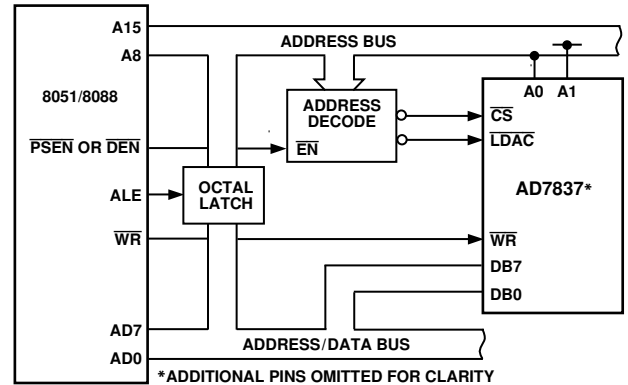 A15
ADDRESS BUS
A8
8051/8088
ADDRESS
DECODE
A0 A1
CS
PSEN OR DEN
EN
LDAC
AD7837*
ALE
OCTAL
LATCH
WR
WR
DB7
DB0
AD7
ADDRESS/DATA BUS
AD0
*ADDITIONAL PINS OMITTED FOR CLARITY